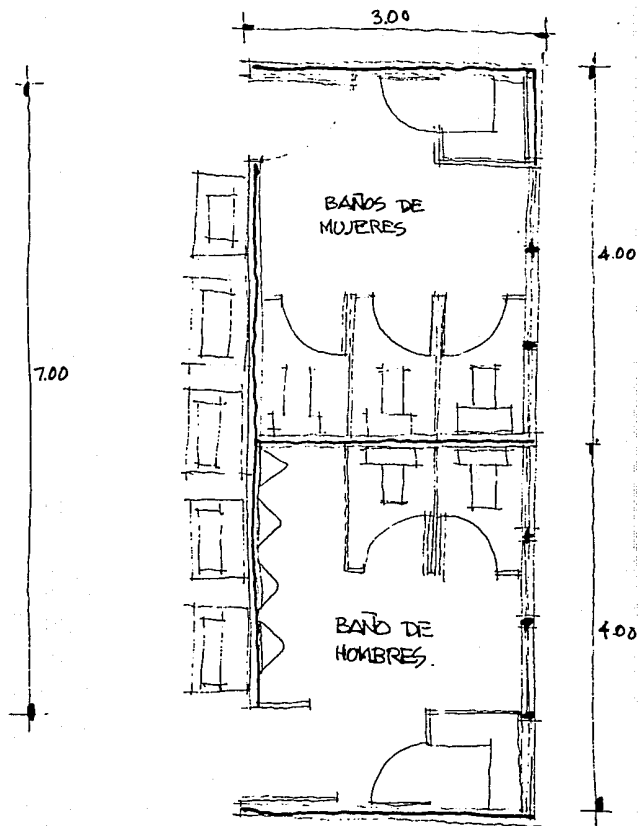 3.00
BAÑOS DE
MUJERES
4.00
7.00
BAÑO DE
HOMBRES.
4.00